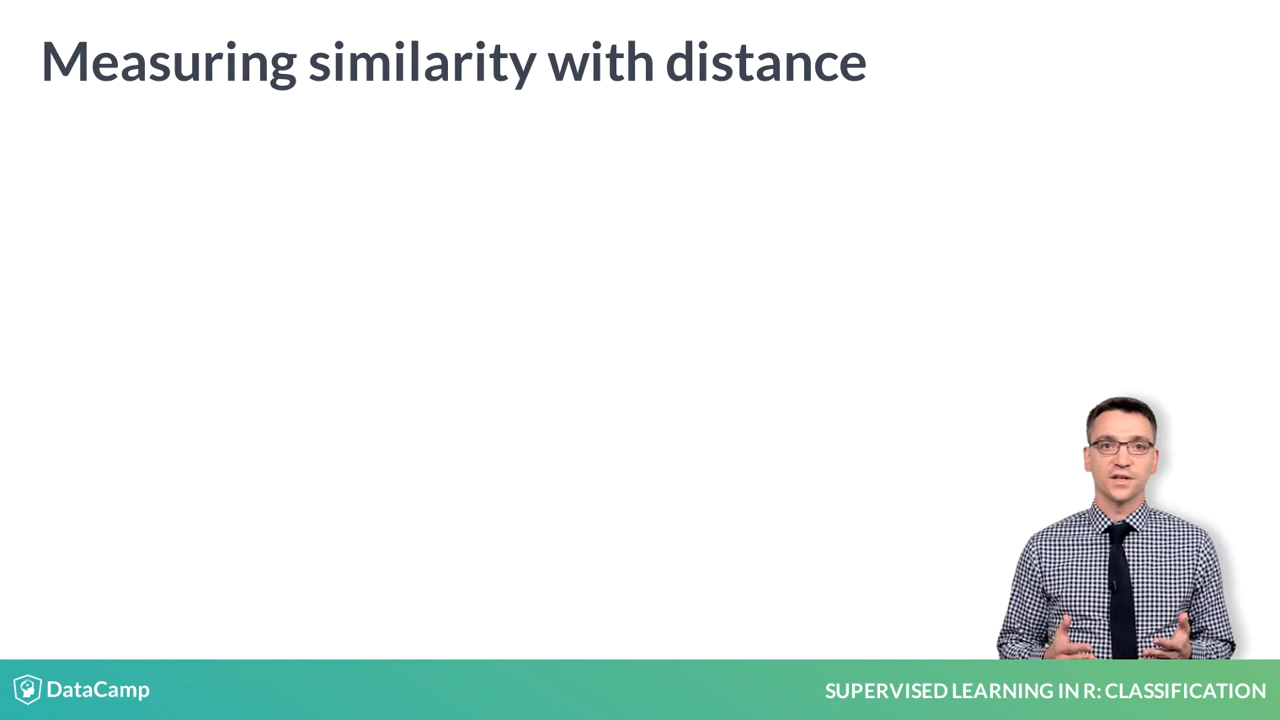 Measuring similarity with distance
DataCamp
SUPERVISED LEARNING IN R: CLASSIFICATION